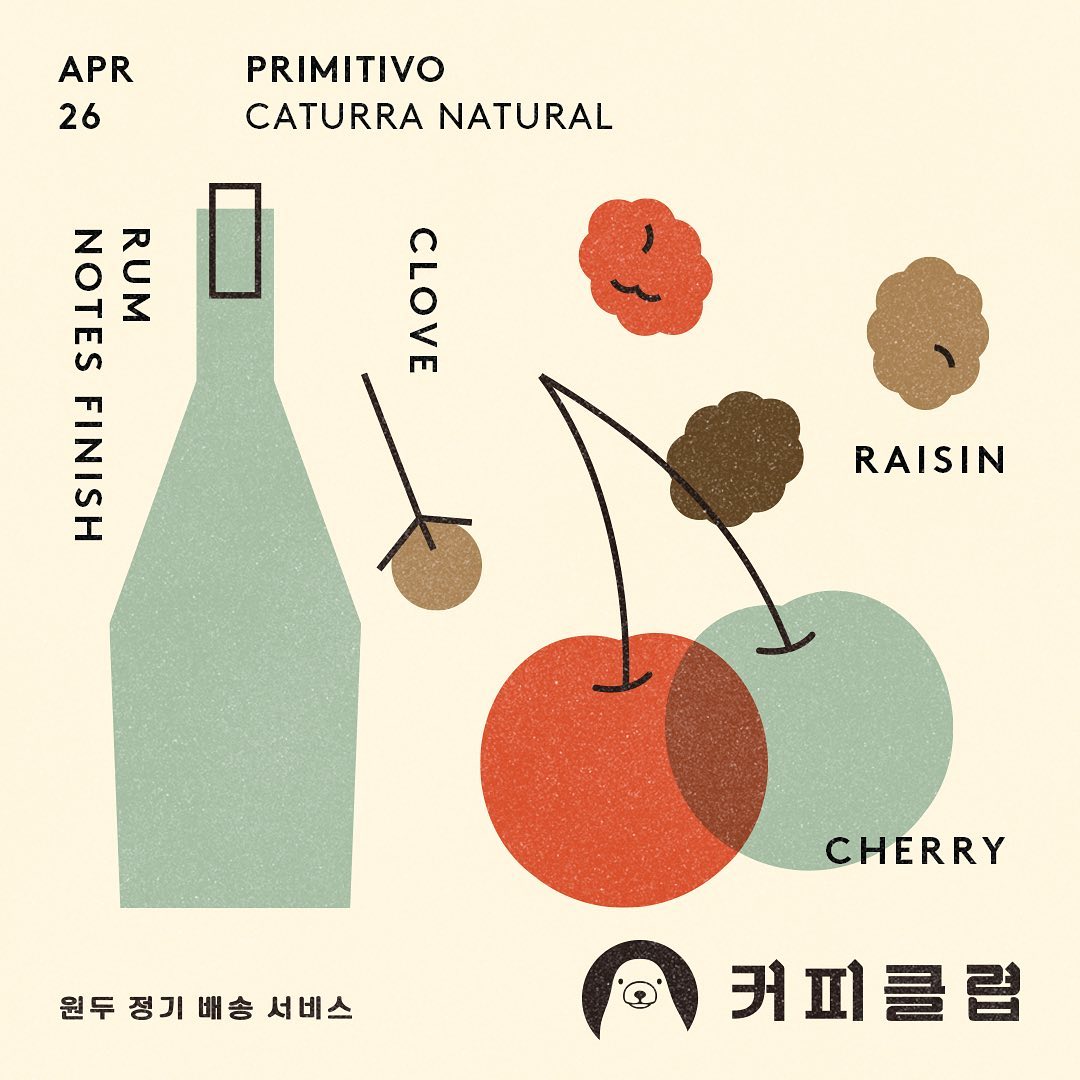 APR
26
PRIMITIVO
CATURRA NATURAL
RUM
NOTES FINISH
CLOVE
RAISIN
CHERRY
원두 정기 배송 서비스
커피클럽